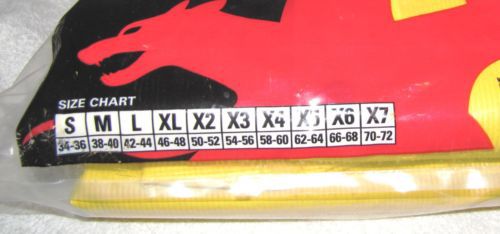 SIZE CHART
S M L XL X2 X3 X4 X5 X6 X7
34-36 38-40 42-44 46-48 50-52 54-56 58-60 62-64 66-68 70-72